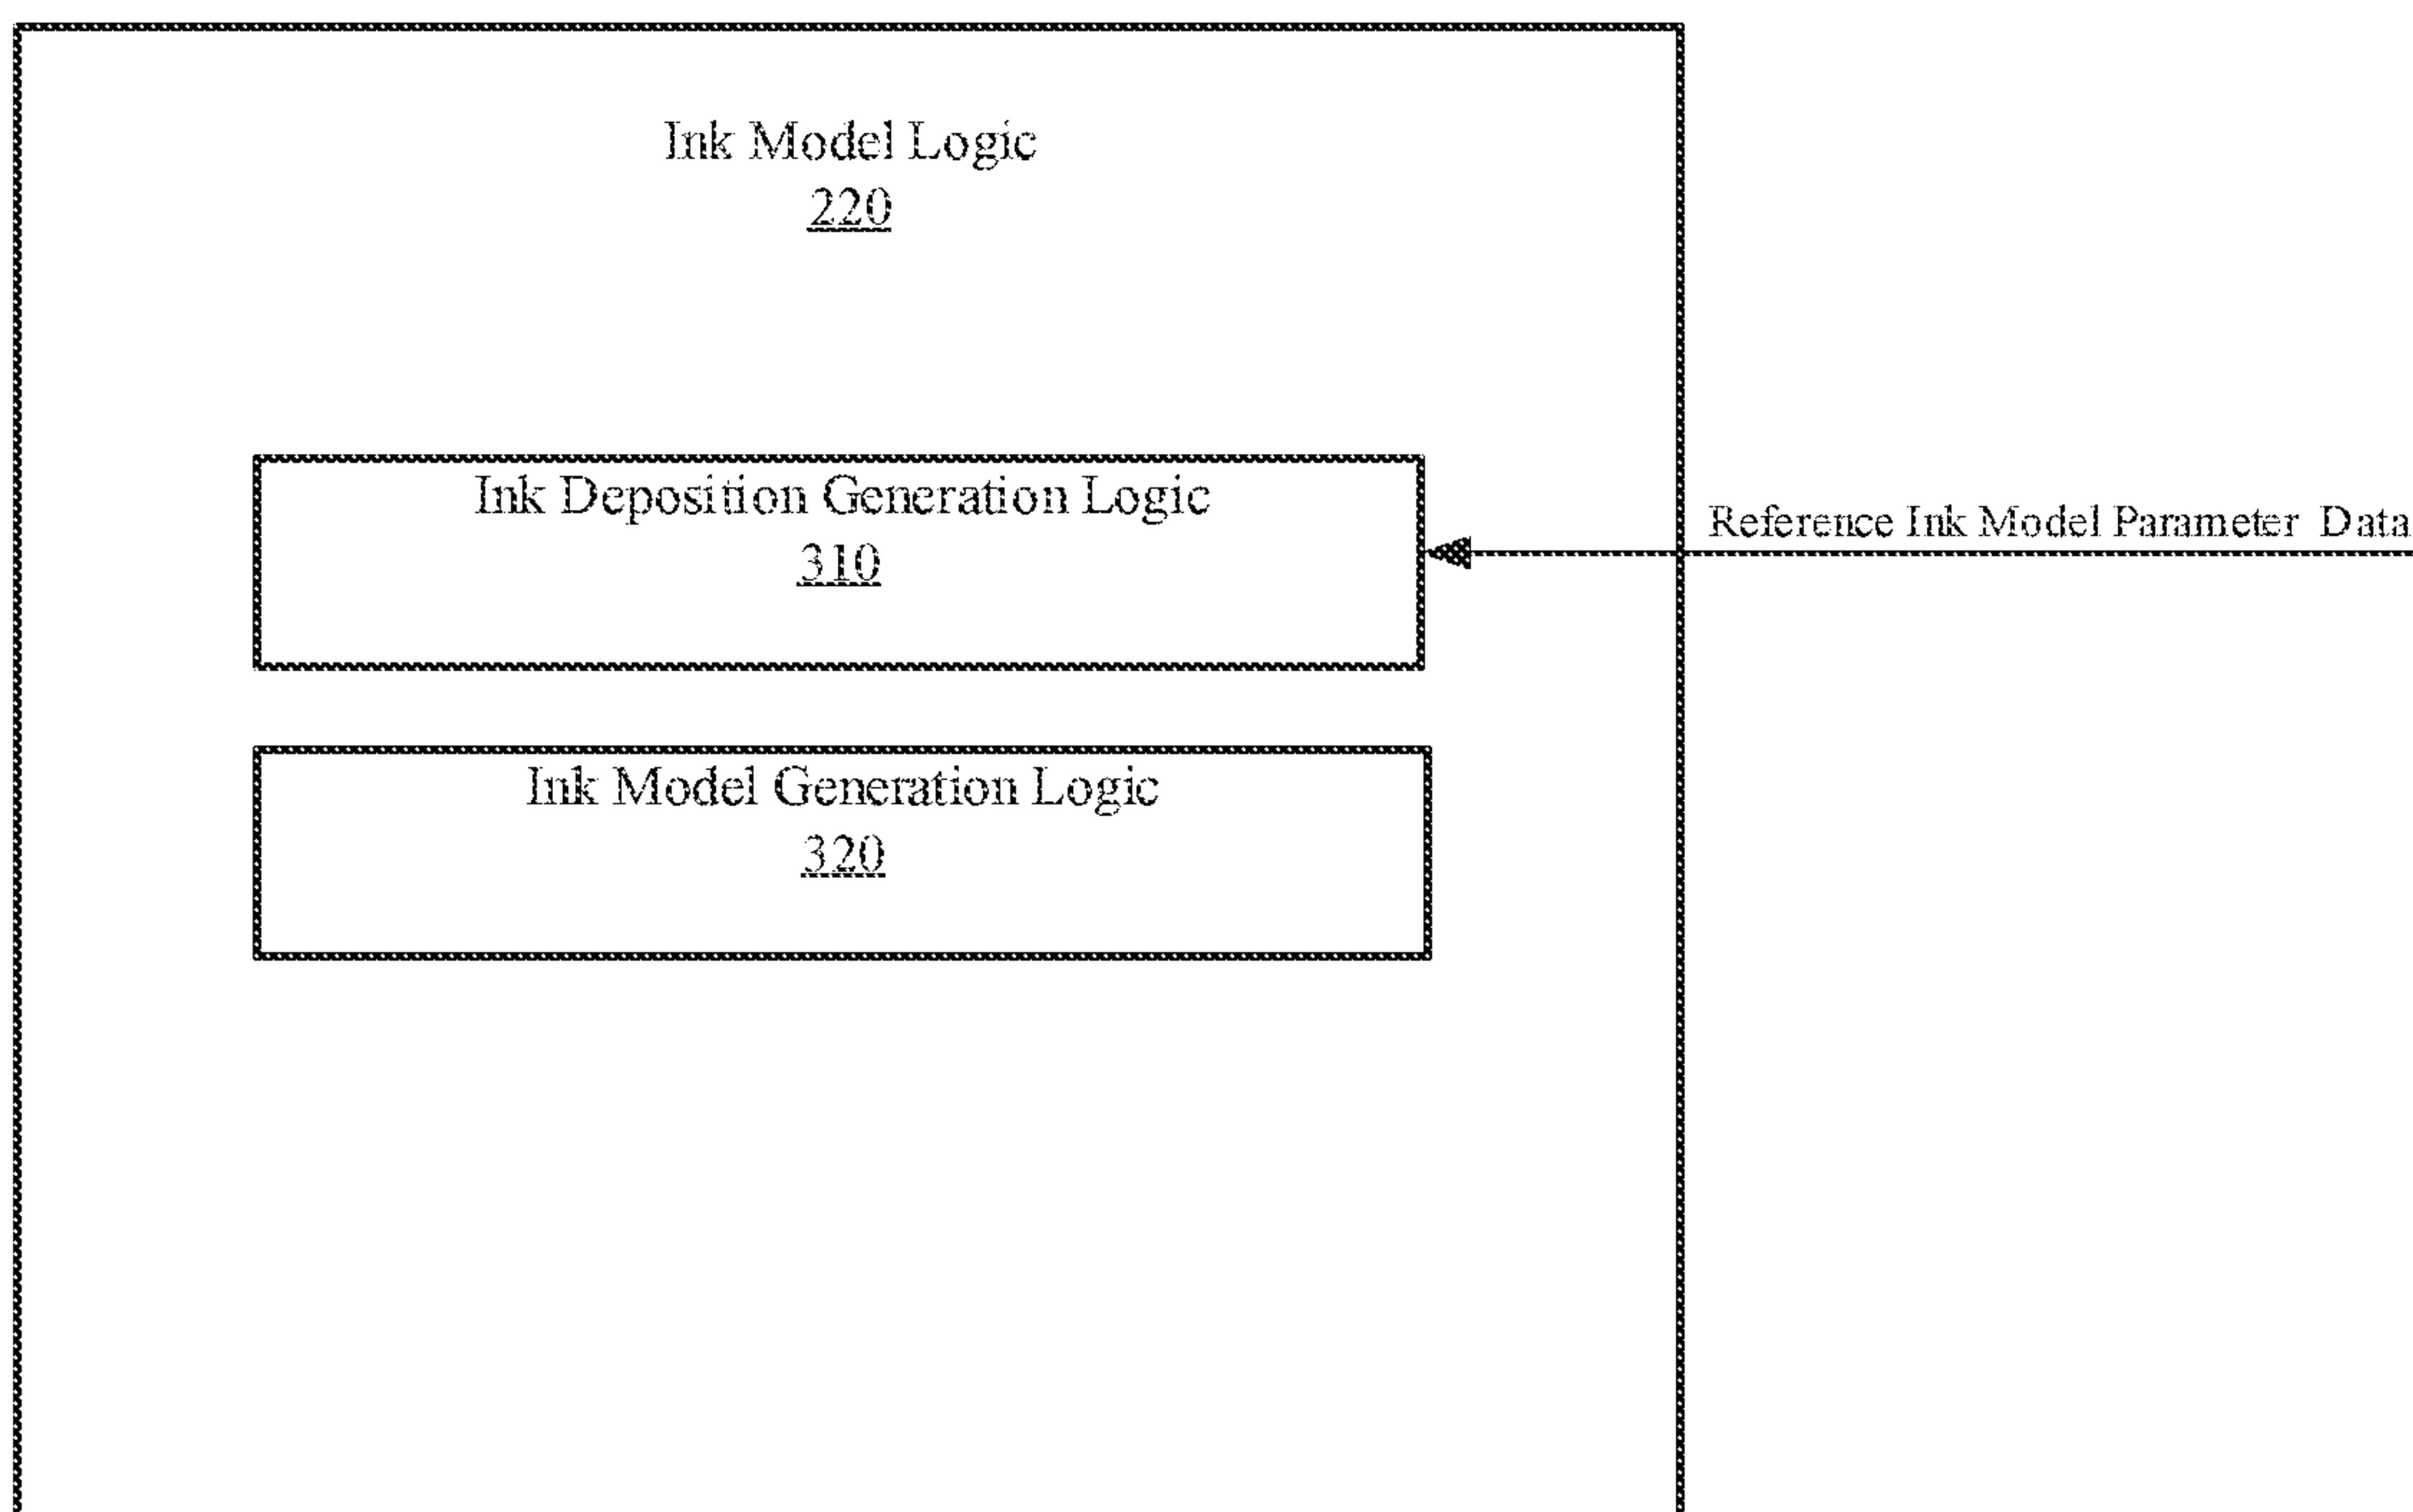 Ink Model Logic
220
Ink Deposition Generation Logic
310
Reference Ink Model Parameter Data
Ink Model Generation Logic
320